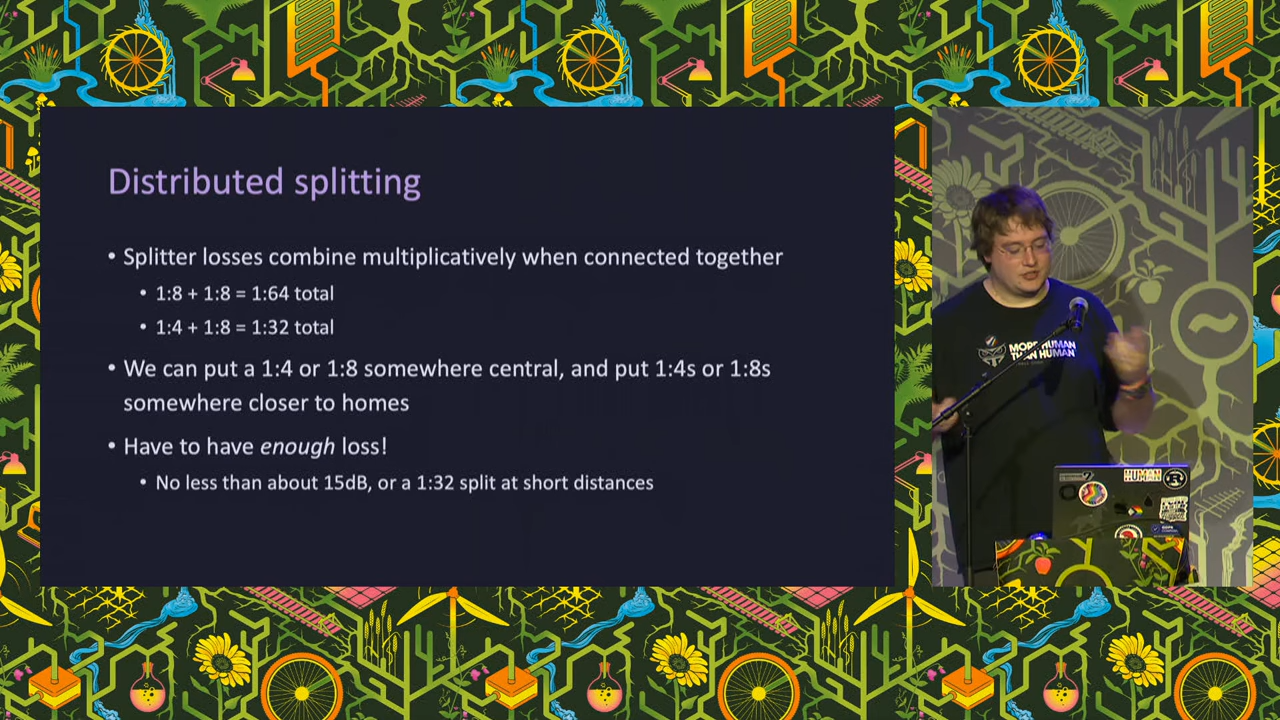 Distributed splitting
• Splitter losses combine multiplicatively when connected together
• 1:8 + 1:8 = 1:64 total
• 1:4 + 1:8 = 1:32 total
• We can put a 1:4 or 1:8 somewhere central, and put 1:4s or 1:8s
somewhere closer to homes
• Have to have enough loss!
• No less than about 15dB, or a 1:32 split at short distances
MORE HUMAN
THAN HUMAN
HUMAN